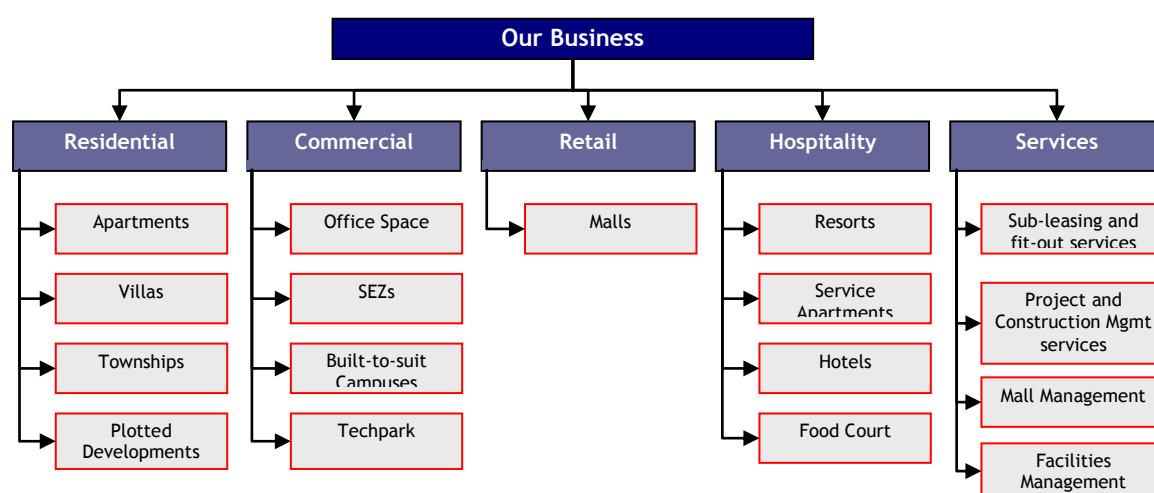 Our Business
Residential
Commercial
Retail
Hospitality
Services
Apartments
Villas
Townships
Plotted
Developments
Office Space
SEZs
Built-to-suit
Campuses
Techpark
Malls
Resorts
Service
Apartments
Hotels
Food Court
Sub-leasing and
fit-out services
Project and
Construction Mgmt
services
Mall Management
Facilities
Management